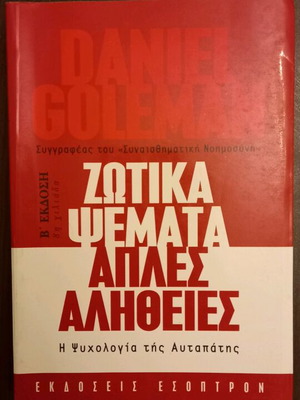 DANIEL
GOLEMAN
Συγγραφέας του «Συναισθηματική Νοημοσύνη»
Β΄ ΕΚΔΟΣΗ
ΖΩΤΙΚΑ
ΨΕΜΑΤΑ
ΑΠΛΕΣ
ΑΛΗΘΕΙΕΣ
Η Ψυχολογία τής Αυταπάτης
ΕΚΔΟΣΕΙΣ ΕΣΟΠΤΡΟΝ